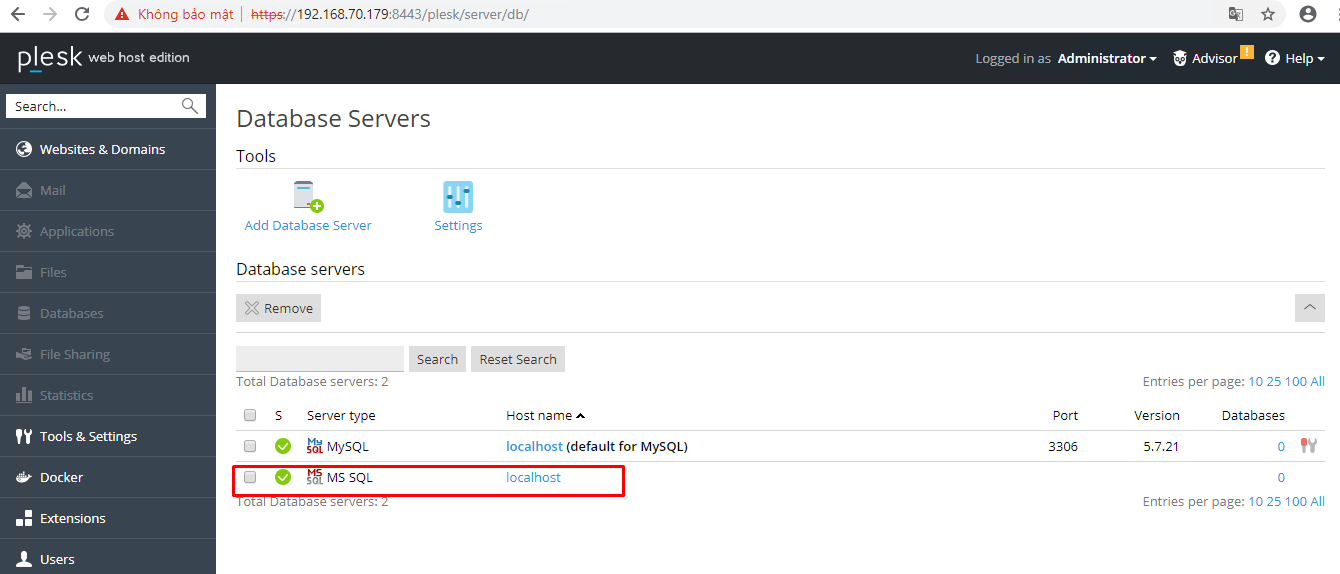 Không bảo mật https://192.168.70.179:8443/plesk/server/db/
plesk web host edition
Logged in as Administrator Advisor ! Help
Search...
Websites & Domains
Mail
Applications
Files
Databases
File Sharing
Statistics
Tools & Settings
Docker
Extensions
Users
Database Servers
Tools
Add Database Server Settings
Database servers
Remove
Search Reset Search
Total Database servers: 2 Entries per page: 10 25 100 All
S Server type Host name Port Version Databases
My SQL MySQL localhost (default for MySQL) 3306 5.7.21 0
MS SQL MS SQL localhost 0
Total Database servers: 2 Entries per page: 10 25 100 All